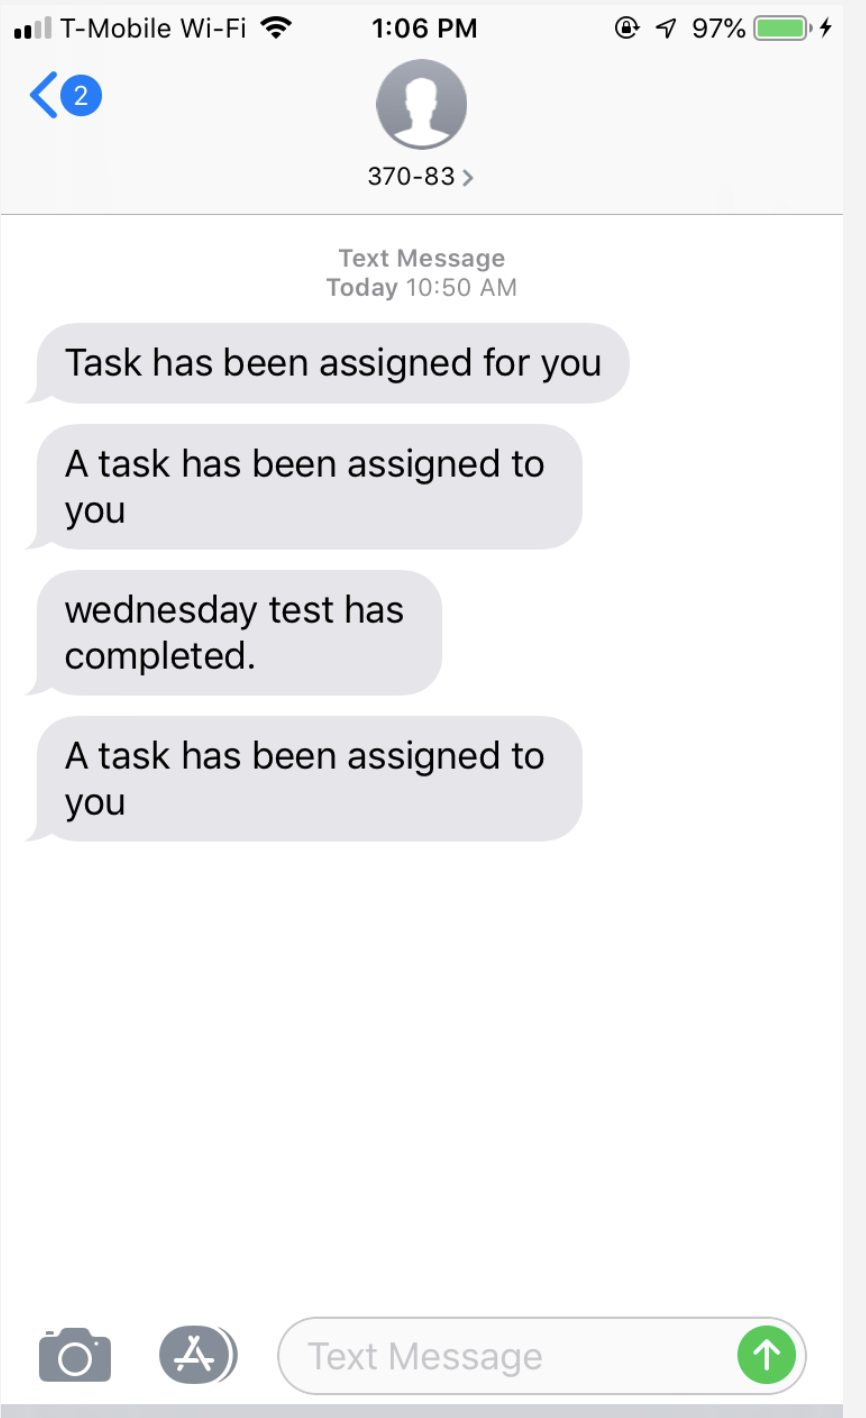 T-Mobile Wi-Fi 1:06 PM 97%
2
370-83
Text Message
Today 10:50 AM
Task has been assigned for you
A task has been assigned to
you
wednesday test has
completed.
A task has been assigned to
you
Text Message